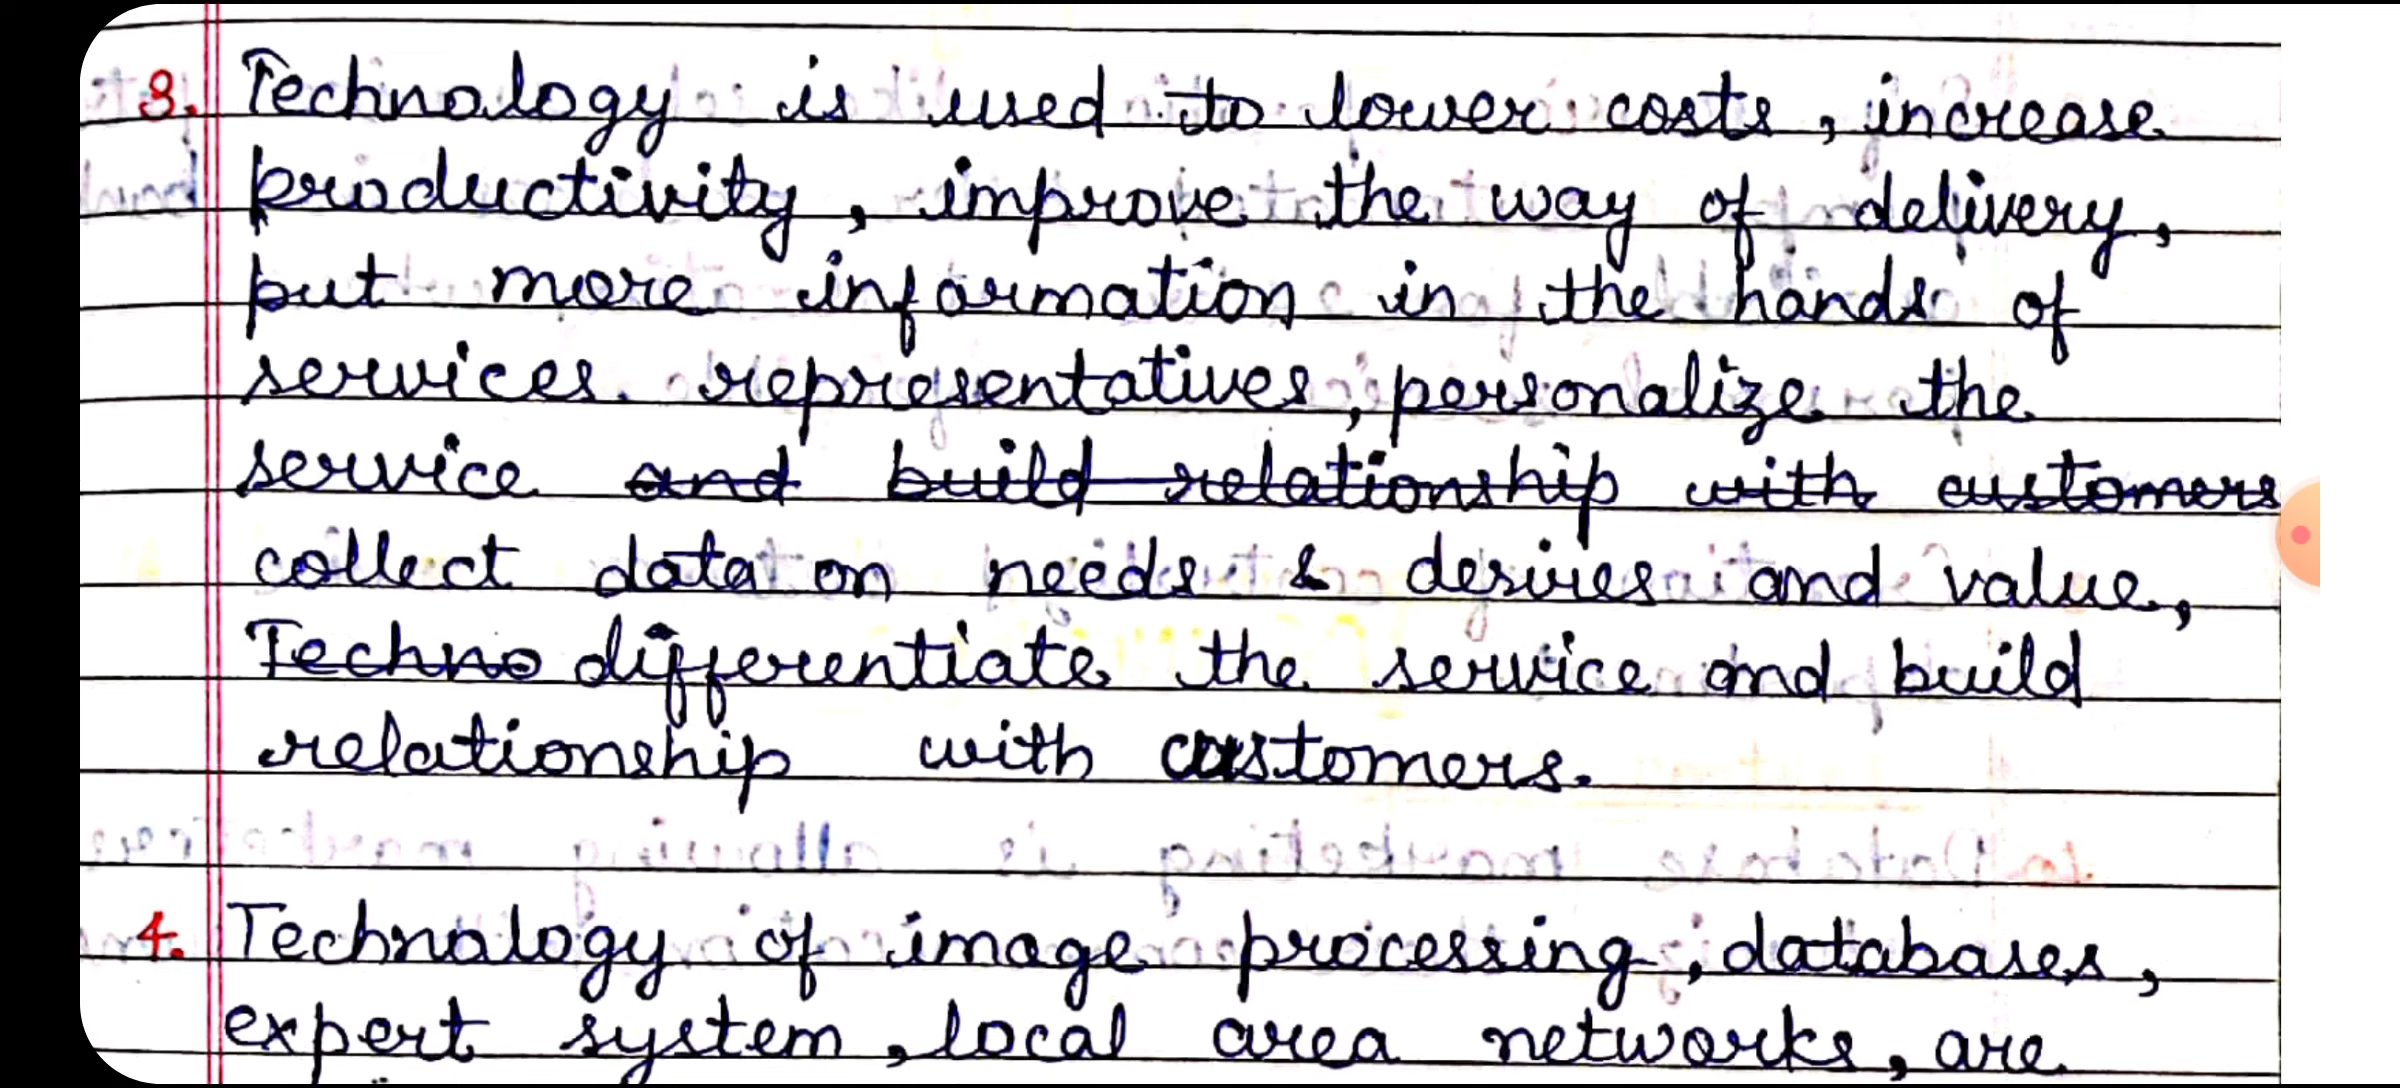 3. Technology is used to lower costs, increase
productivity, improve the way of delivery,
put more information in the hands of
services representatives, personalize the
service and build relationship with customers
collect data on needs & desires and value,
Techno differentiate the service and build
relationship with customers.
4. Technology of image processing, databases,
expert system, local area networks, are